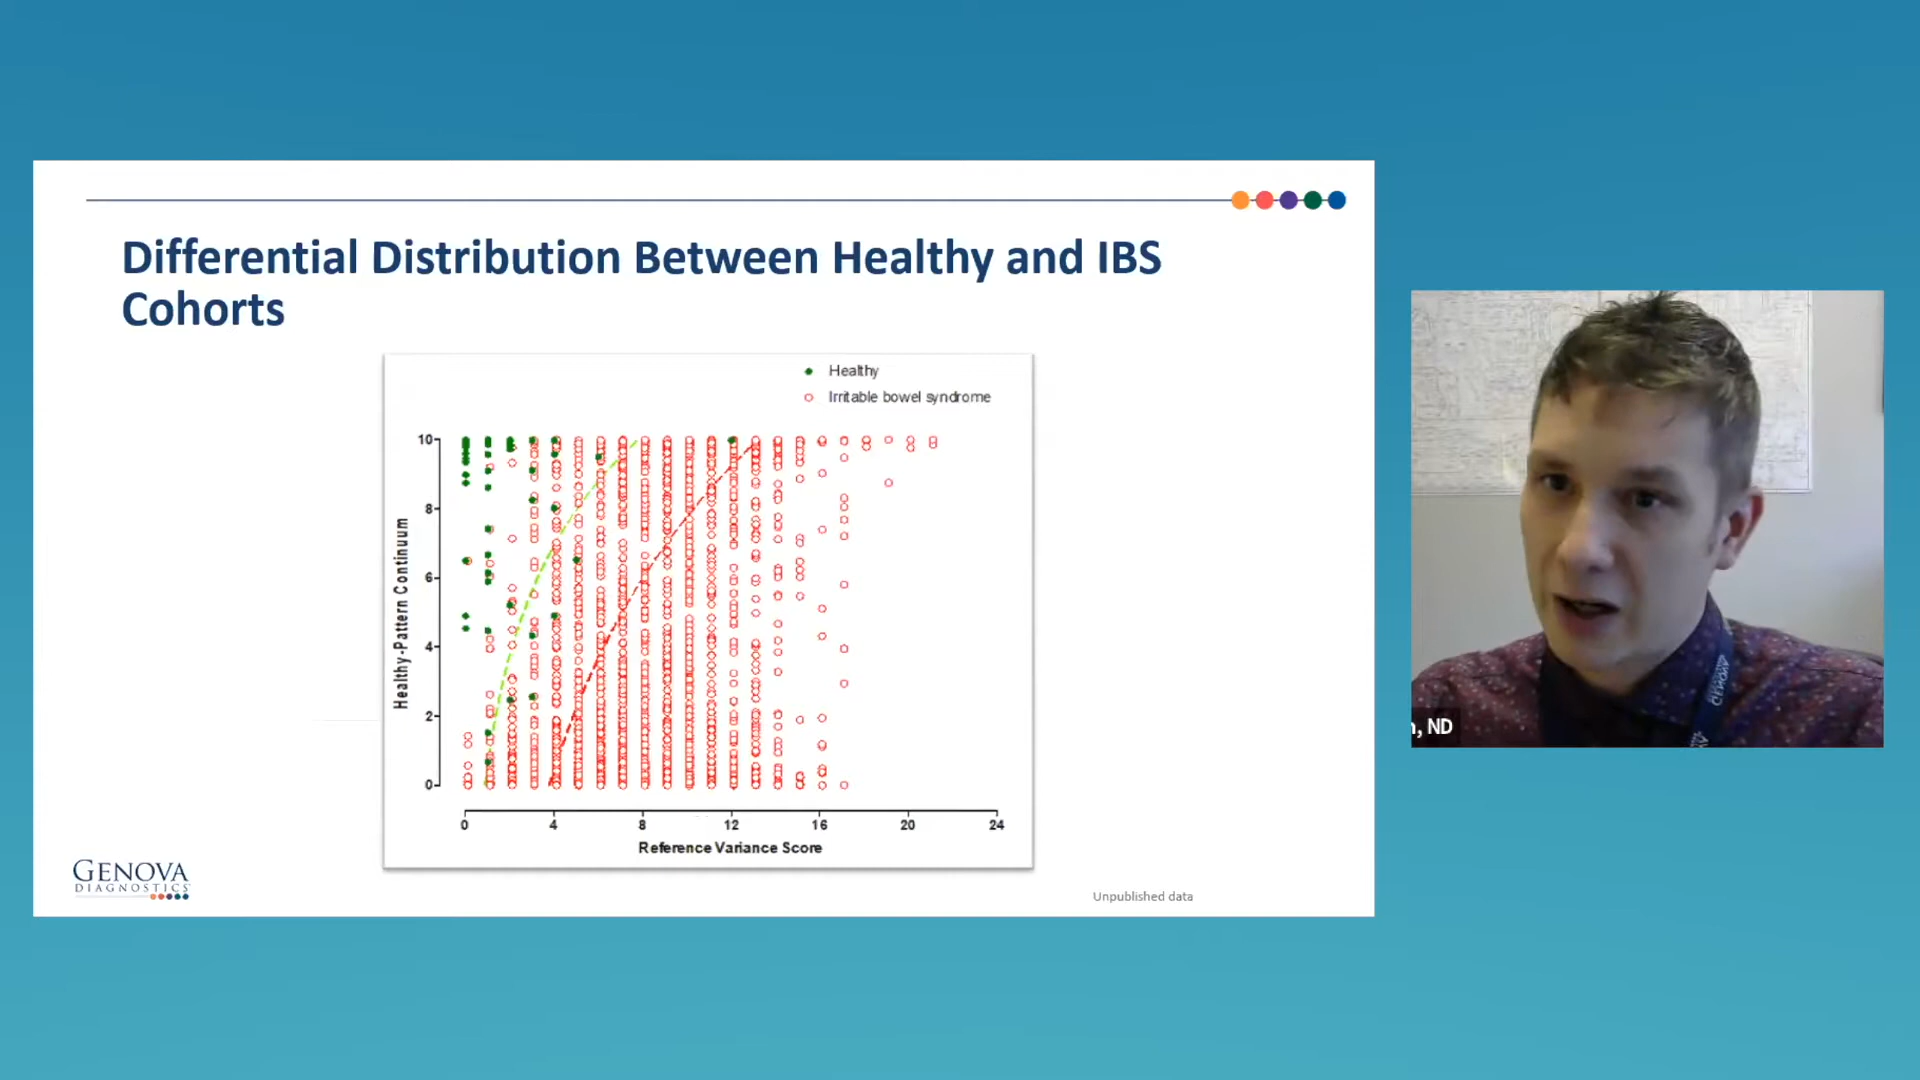 Differential Distribution Between Healthy and IBS
Cohorts
Healthy
Irritable bowel syndrome
10
8
6
4
2
0
Healthy-Pattern Continuum
0 4 8 12 16 20 24
Reference Variance Score
GENOVA
DIAGNOSTICS
Unpublished data
, ND
GENOVA